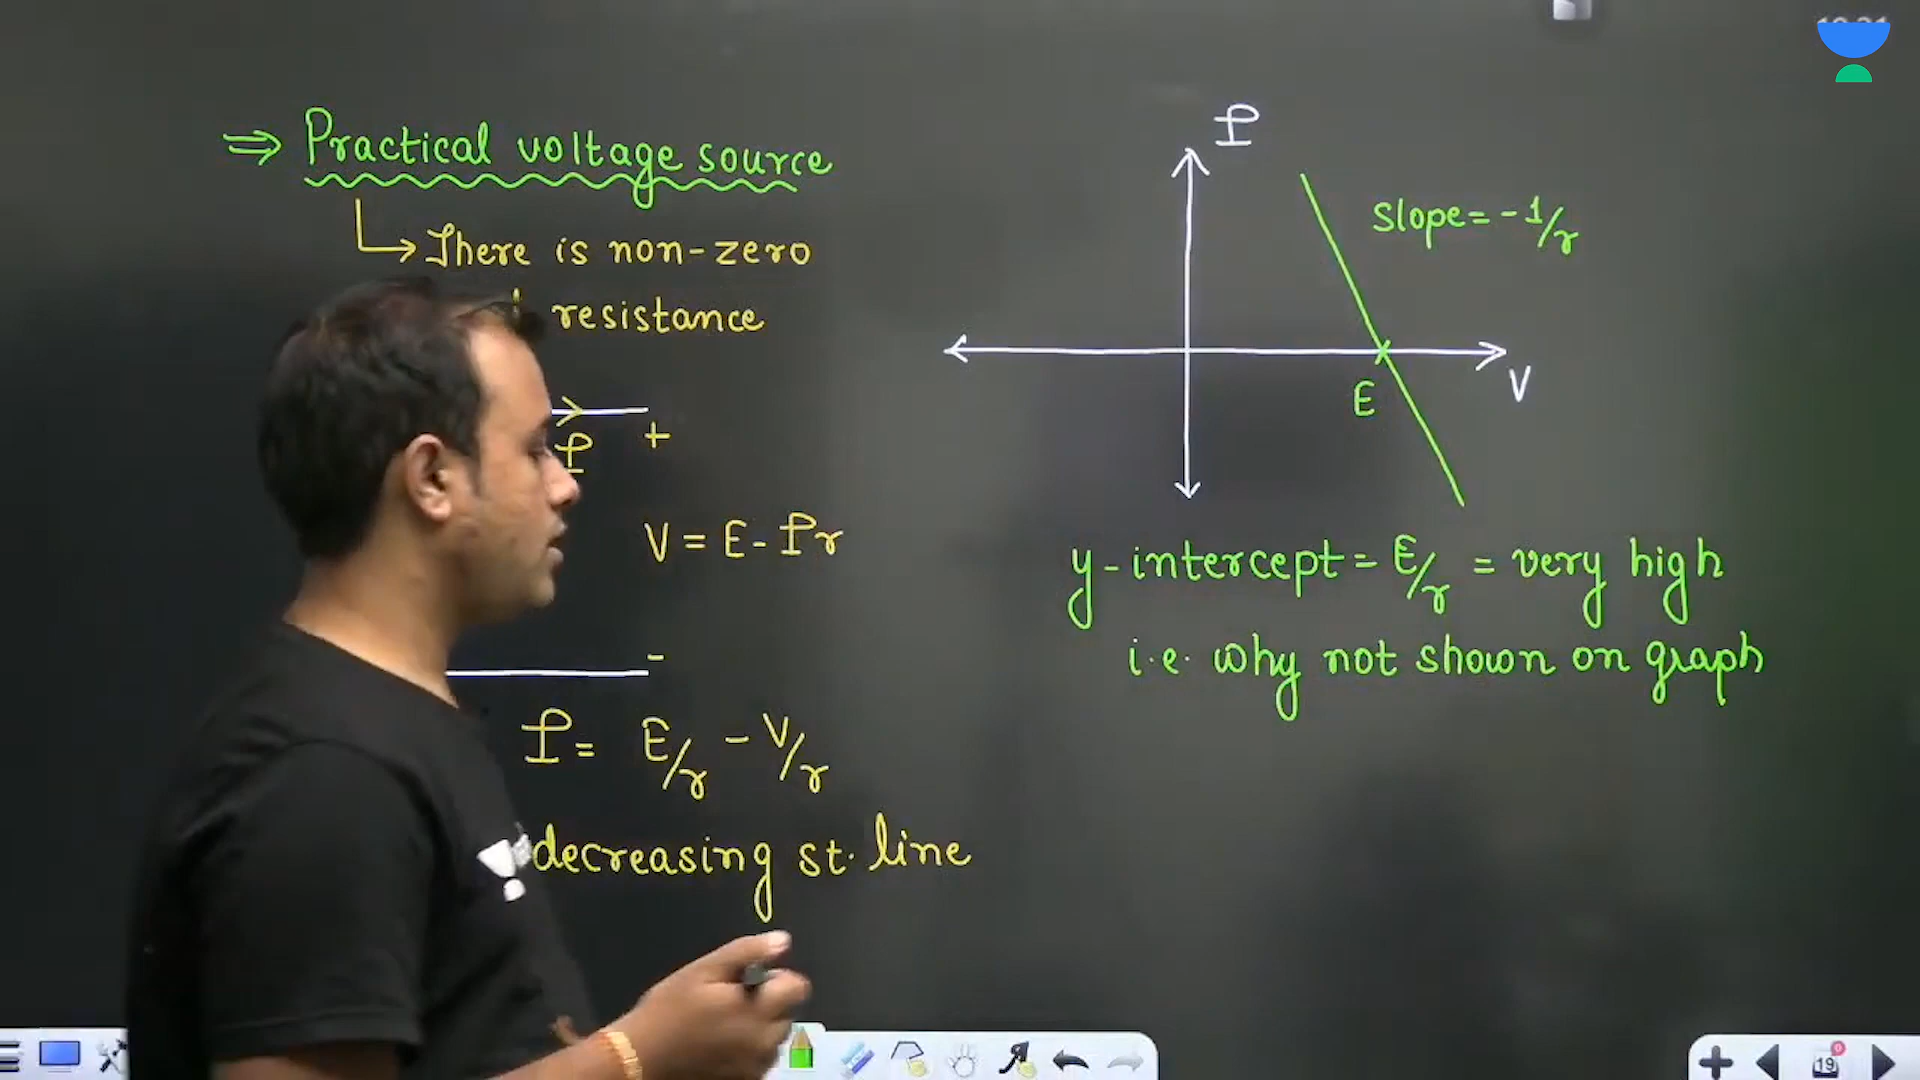 ⇒ Practical voltage source
There is non-zero
resistance
I
+
V = E - Ir
-
I = E/r - V/r
decreasing st. line
I
Slope = -1/r
E
V
y-intercept = E/r = very high
i.e. why not shown on graph
19